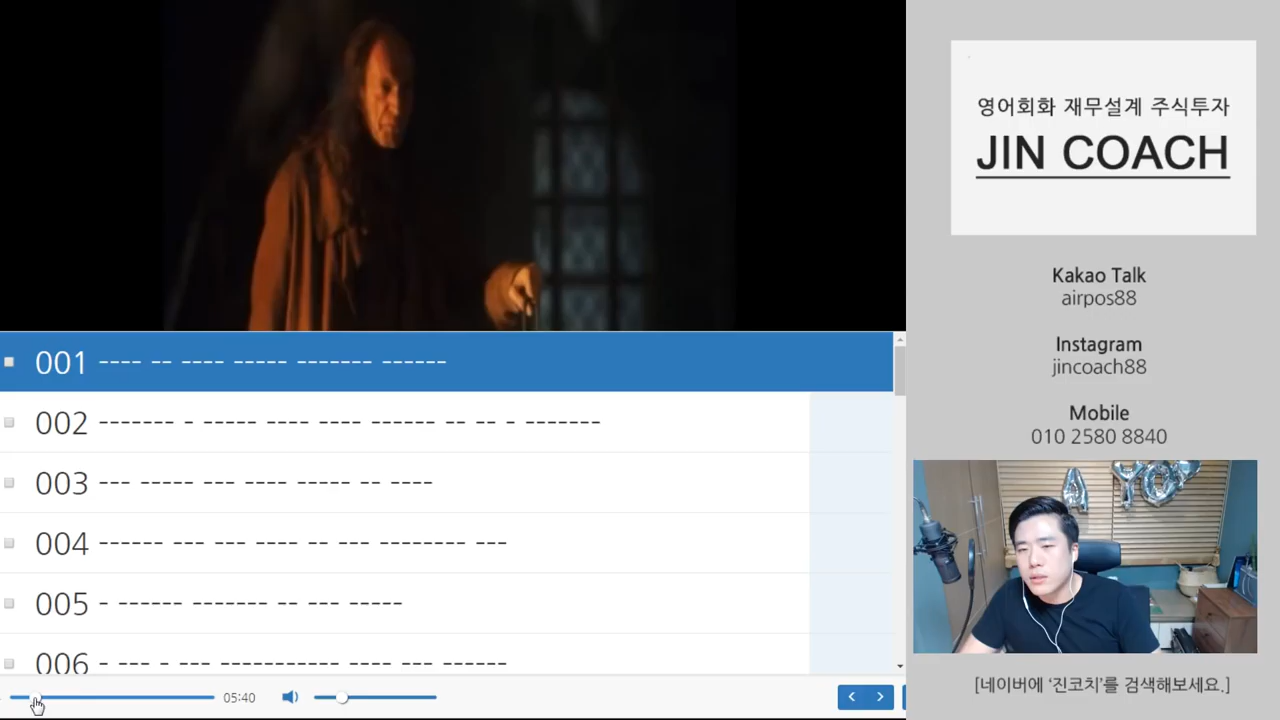 001 ---- -- ---- ----- ------- ------
002 ------- - ----- ---- ---- ------ -- -- - -------
003 --- ----- --- ---- ----- -- ----
004 ------ --- --- ---- -- --- -------- ---
005 - ------ ------- -- --- -----
006 - --- - --- ----------- ---- --- ------
05:40
영어회화 재무설계 주식투자
JIN COACH
Kakao Talk
airpos88
Instagram
jincoach88
Mobile
010 2580 8840
A YO
[네이버에 '진코치'를 검색해보세요.]